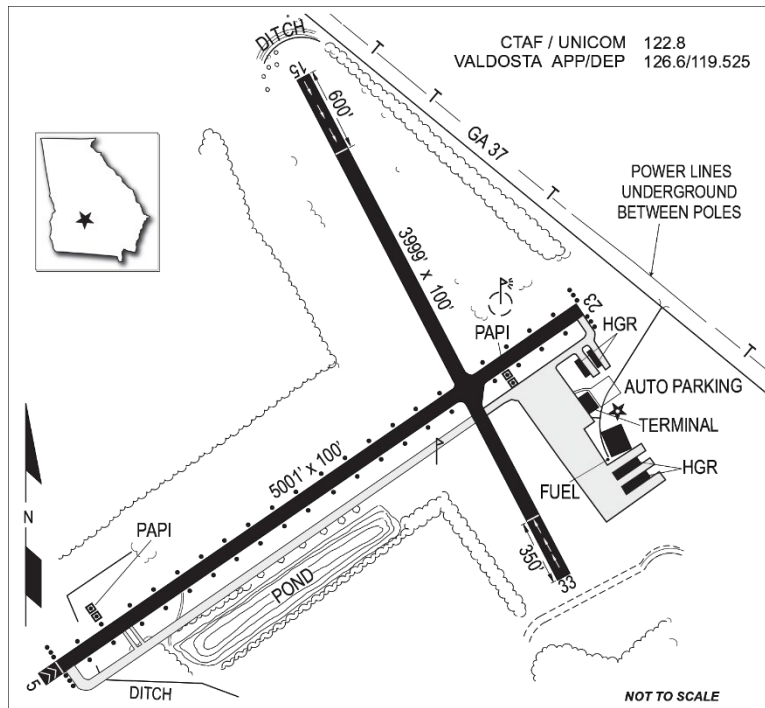 CTAF / UNICOM 122.8
VALDOSTA APP/DEP 126.6/119.525
DITCH
T
T
15
600'
GA 37
T
POWER LINES
UNDERGROUND
BETWEEN POLES
3999' x 100'
T
23
PAPI
HGR
T
AUTO PARKING
TERMINAL
5001' x 100'
HGR
FUEL
N
PAPI
350'
33
POND
5
DITCH
NOT TO SCALE